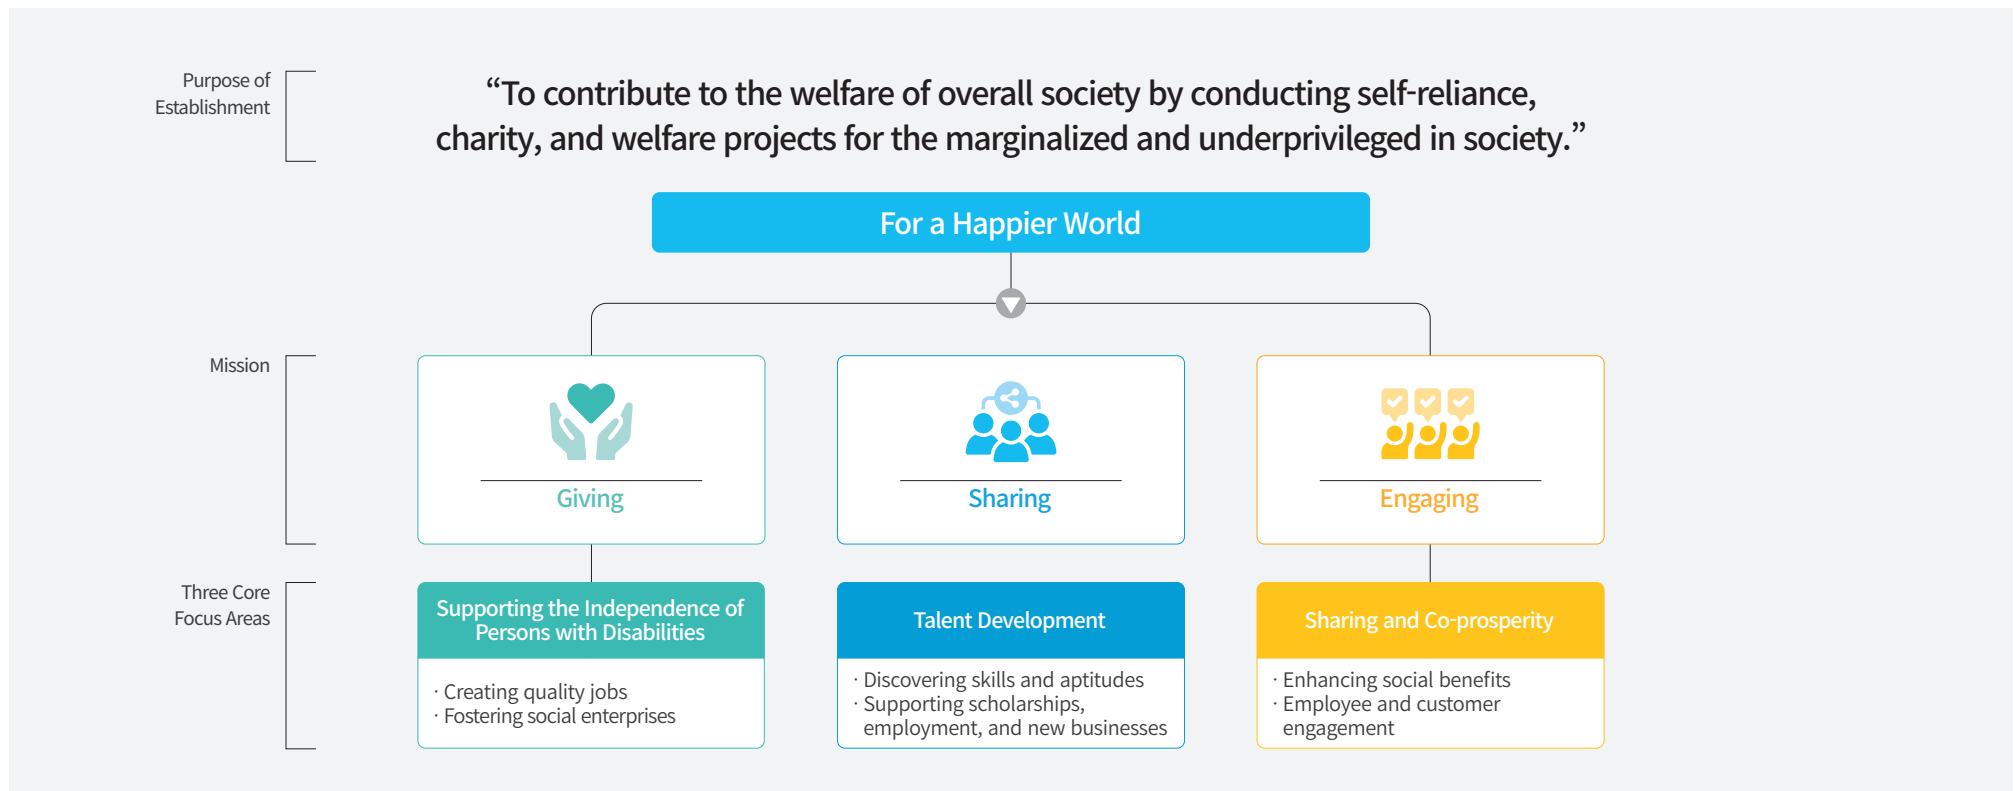 Purpose of
Establishment
“To contribute to the welfare of overall society by conducting self-reliance,
charity, and welfare projects for the marginalized and underprivileged in society.”
For a Happier World
Mission
Giving
Sharing
Engaging
Three Core
Focus Areas
Supporting the Independence of
Persons with Disabilities
· Creating quality jobs
· Fostering social enterprises
Talent Development
· Discovering skills and aptitudes
· Supporting scholarships,
employment, and new businesses
Sharing and Co-prosperity
· Enhancing social benefits
· Employee and customer
engagement